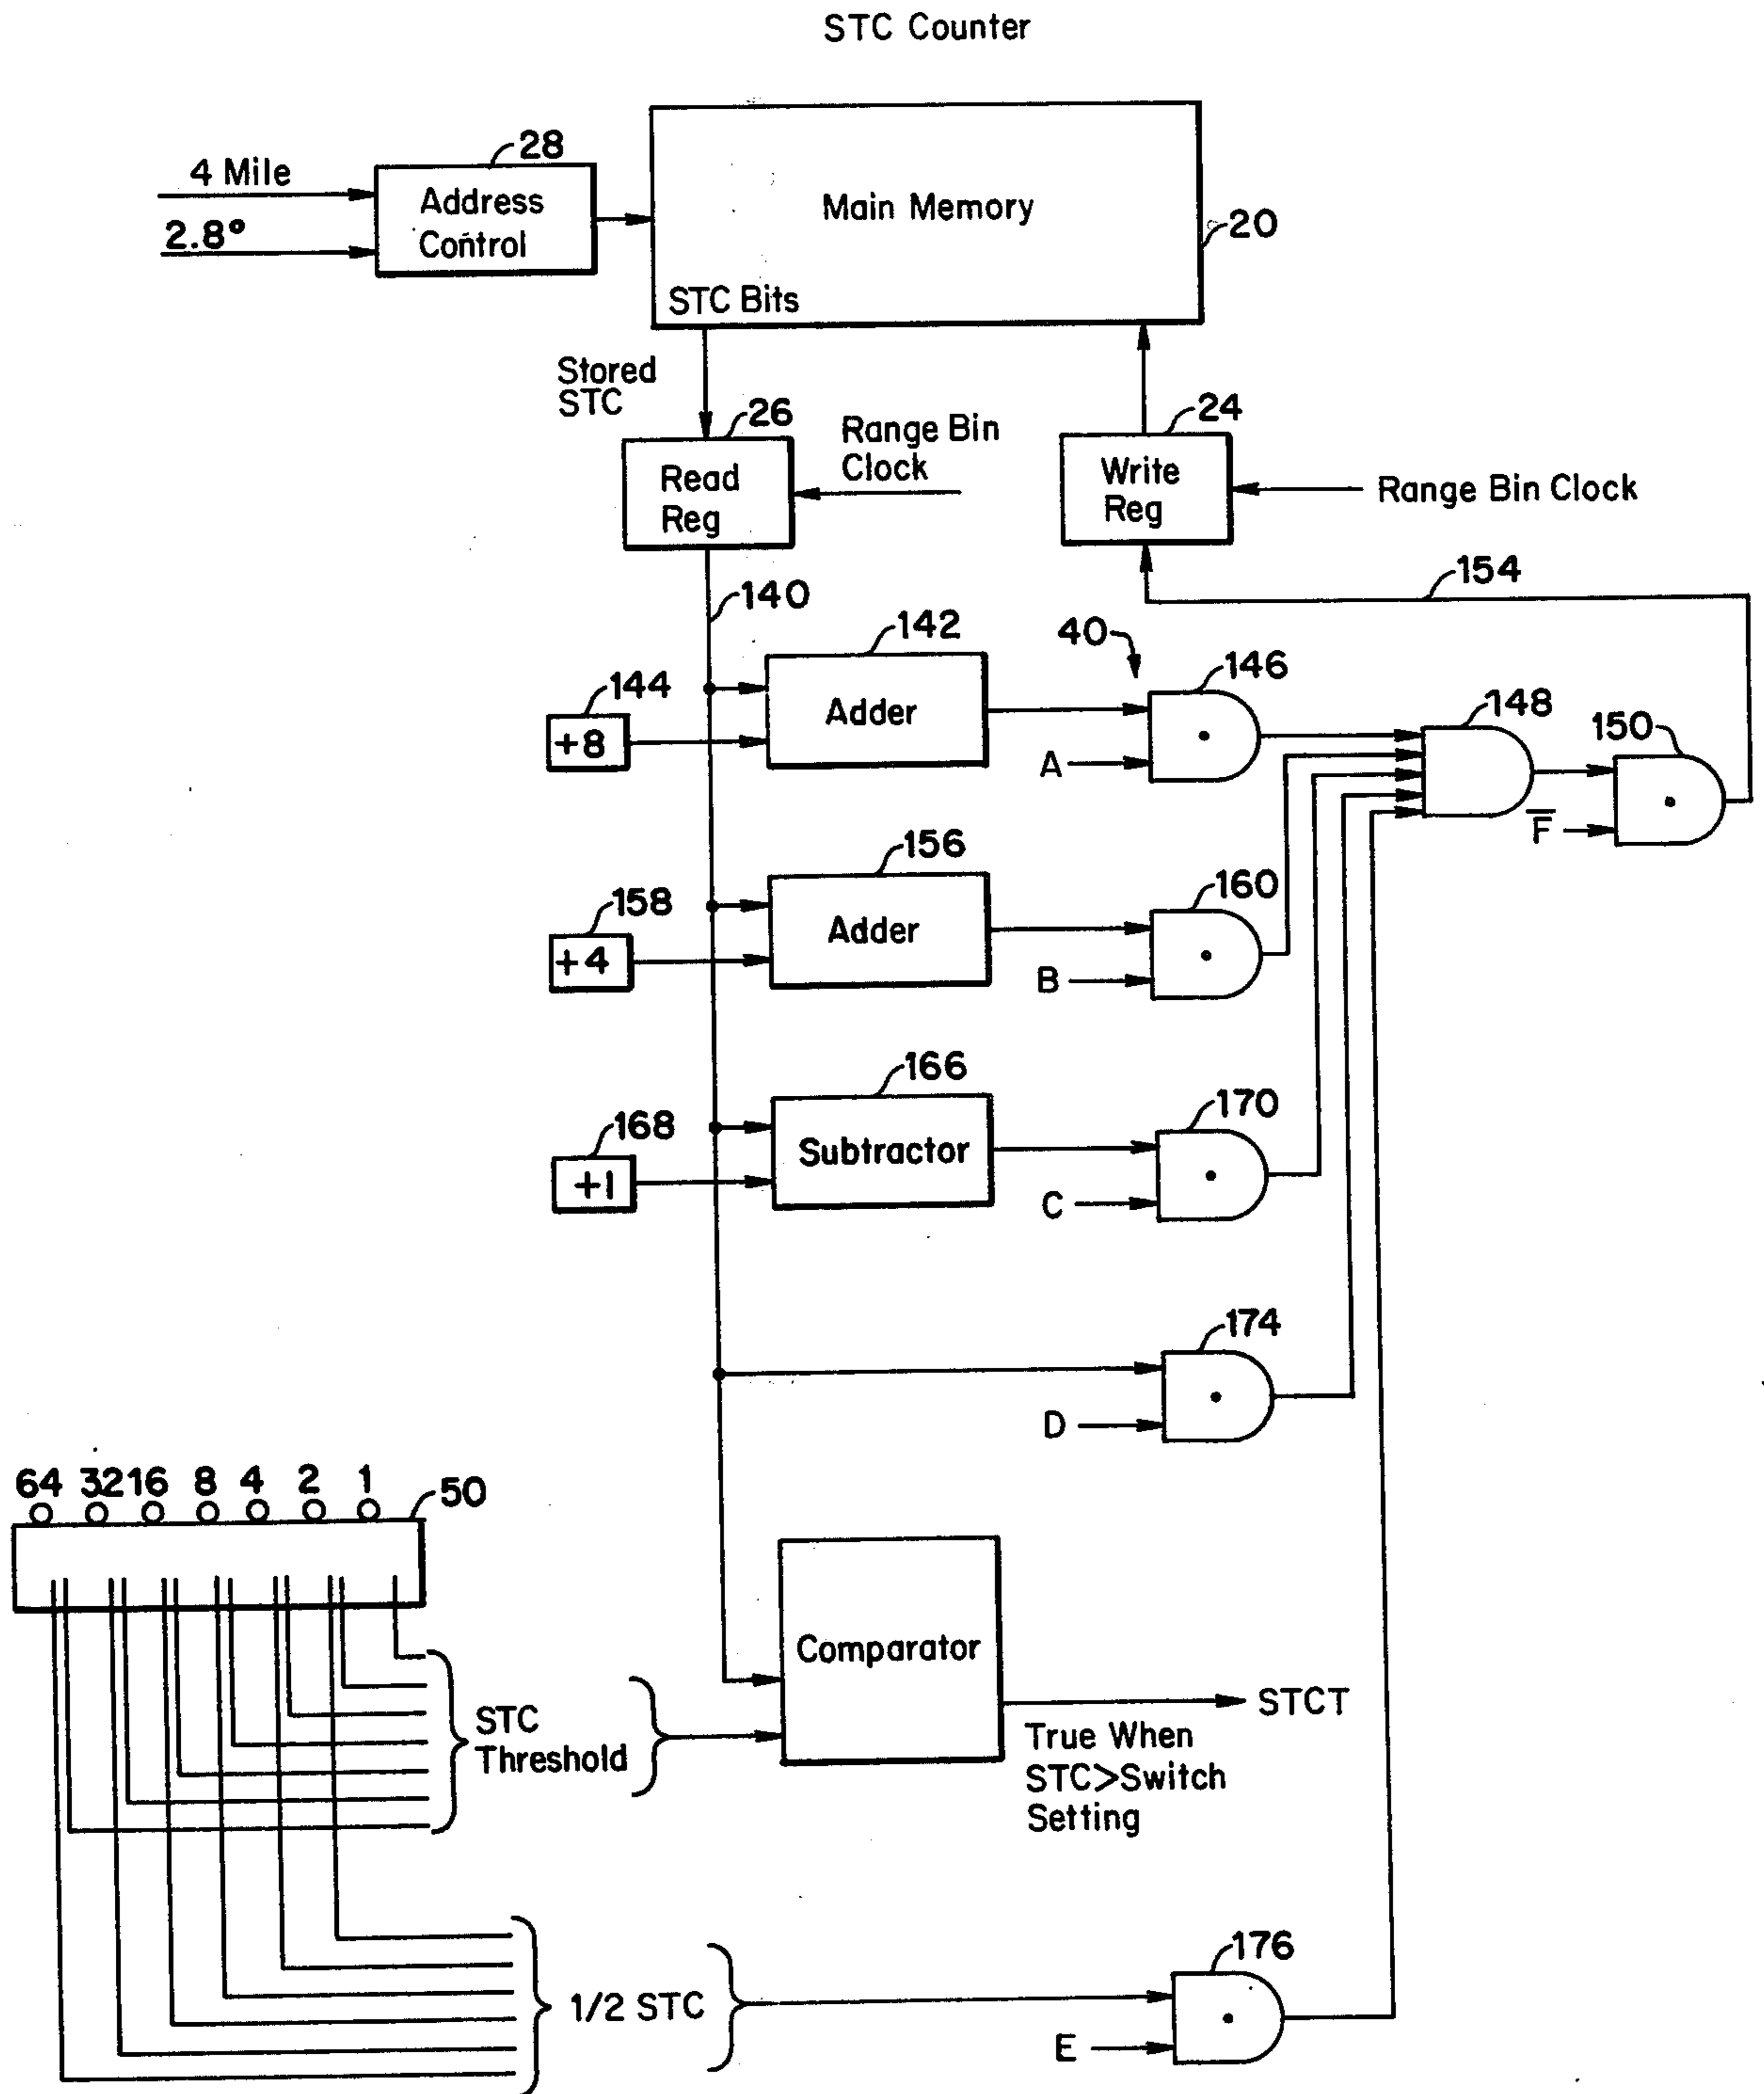 STC Counter
28
4 Mile
Address
Control
2.8°
Main Memory
20
STC Bits
Stored
STC
26
Range Bin
Clock
Read
Reg
24
Write
Reg
Range Bin Clock
140
154
142
40
146
144
Adder
148
150
+8
A
F̅
156
160
158
Adder
+4
B
166
170
168
Subtractor
+1
C
174
D
64 32 16 8 4 2 1
50
STC
Threshold
Comparator
STCT
True When
STC>Switch
Setting
176
1/2 STC
E